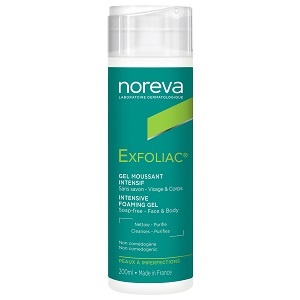 noreva
LABORATOIRE DERMATOLOGIQUE
EXFOLIAC®
GEL MOUSSANT
INTENSIF
Sans savon - Visage & Corps
INTENSIVE
FOAMING GEL
Soap-free - Face & Body
Nettoie - Purifie
Cleanses - Purifies
Non comédogène
Non comedogenic
PEAUX À IMPERFECTIONS
200ml • Made in France